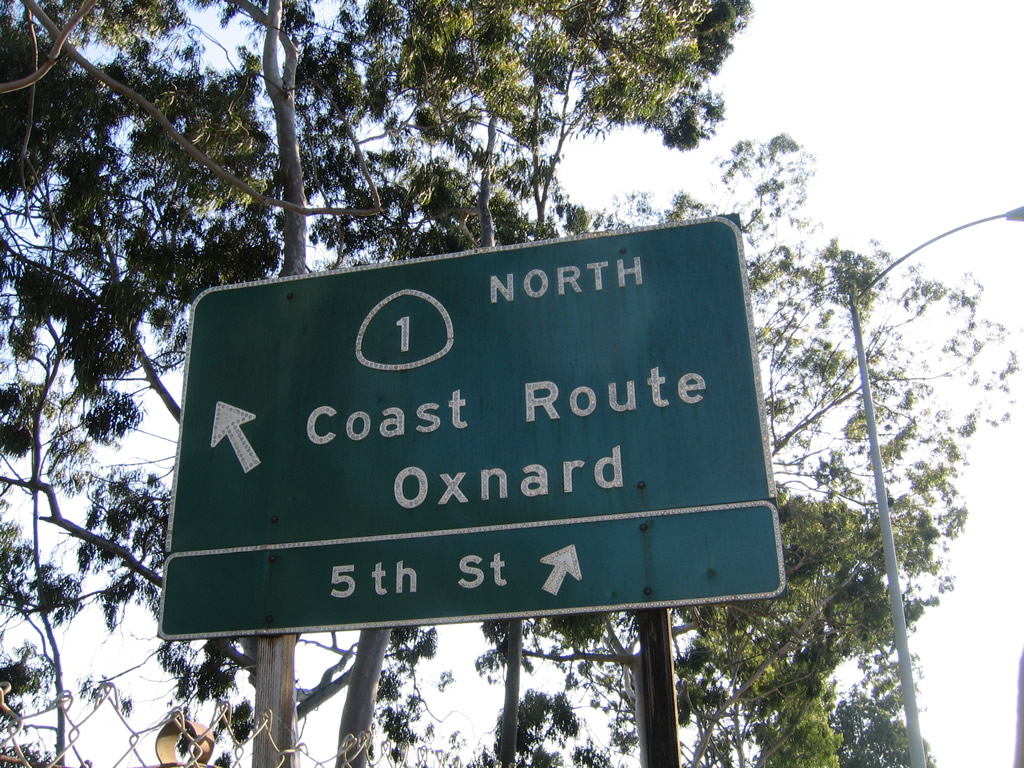 NORTH
1
Coast Route
Oxnard
5th St